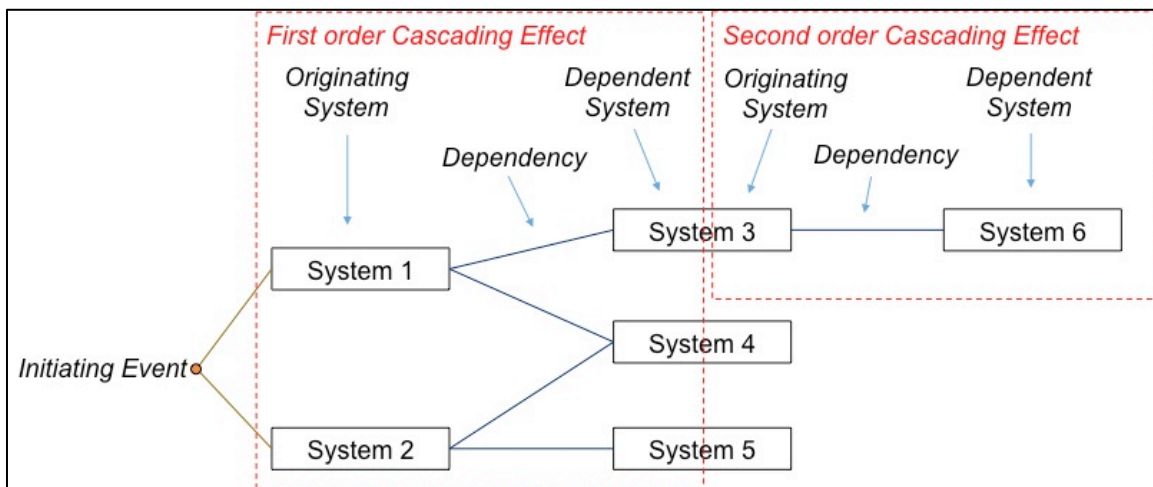 First order Cascading Effect
Second order Cascading Effect
Originating
System
Dependent
System
Originating
System
Dependent
System
Dependency
Dependency
System 3
System 6
System 1
System 4
Initiating Event
System 2
System 5